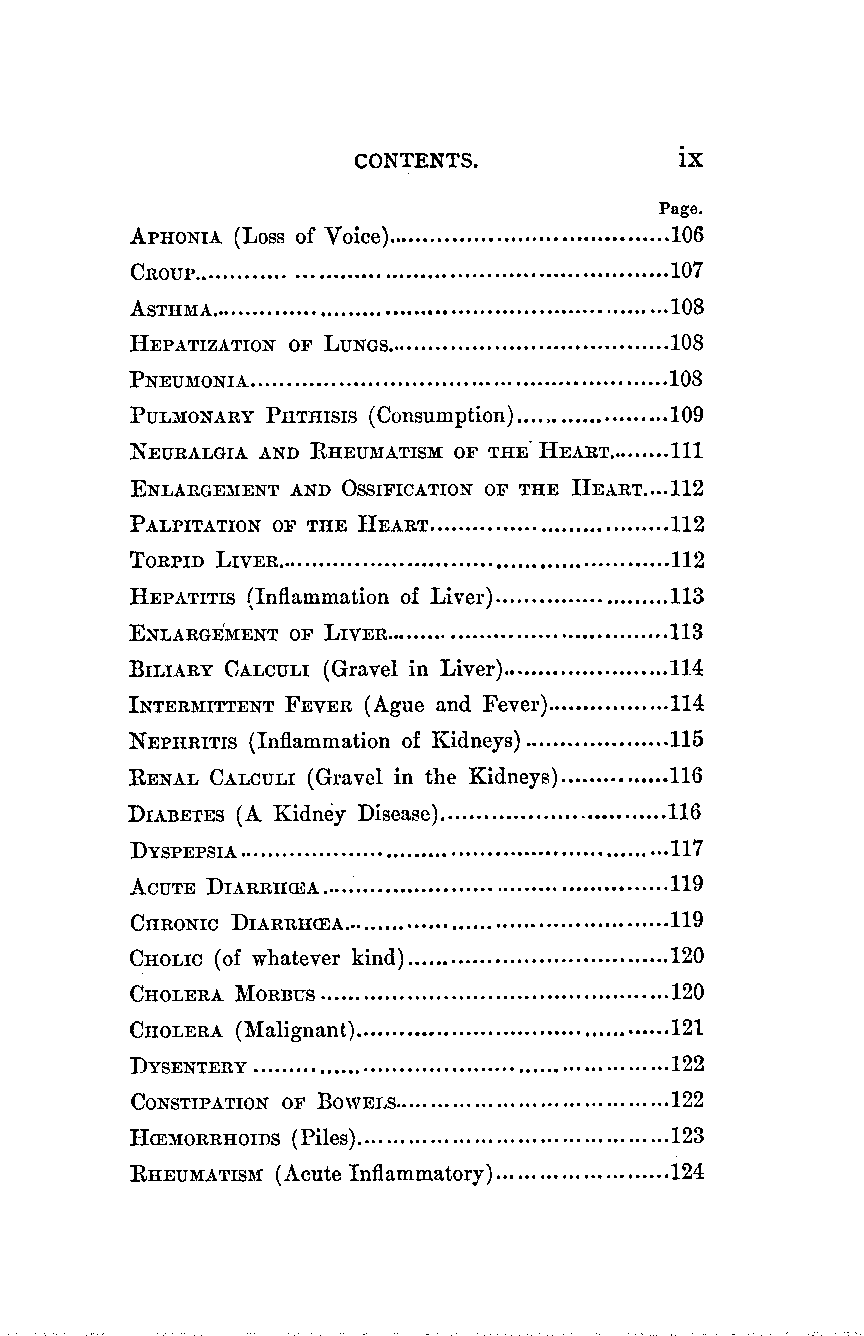 CONTENTS. ix
Page.
APHONIA (Loss of Voice)........................................106
CROUP................................................................107
ASTHMA..............................................................108
HEPATIZATION OF LUNGS.......................................108
PNEUMONIA.........................................................108
PULMONARY PHTHISIS (Consumption).....................109
NEURALGIA AND RHEUMATISM OF THE HEART.........111
ENLARGEMENT AND OSSIFICATION OF THE HEART....112
PALPITATION OF THE HEART.................................112
TORPID LIVER.....................................................112
HEPATITIS (Inflammation of Liver)........................113
ENLARGEMENT OF LIVER.......................................113
BILIARY CALCULI (Gravel in Liver).......................114
INTERMITTENT FEVER (Ague and Fever).................114
NEPHRITIS (Inflammation of Kidneys)....................115
RENAL CALCULI (Gravel in the Kidneys)...............116
DIABETES (A Kidney Disease)...............................116
DYSPEPSIA..........................................................117
ACUTE DIARRHŒA...............................................119
CHRONIC DIARRHŒA............................................119
CHOLIC (of whatever kind)....................................120
CHOLERA MORBUS................................................120
CHOLERA (Malignant)...........................................121
DYSENTERY.........................................................122
CONSTIPATION OF BOWELS.....................................122
HŒMORRHOIDS (Piles)...........................................123
RHEUMATISM (Acute Inflammatory)........................124